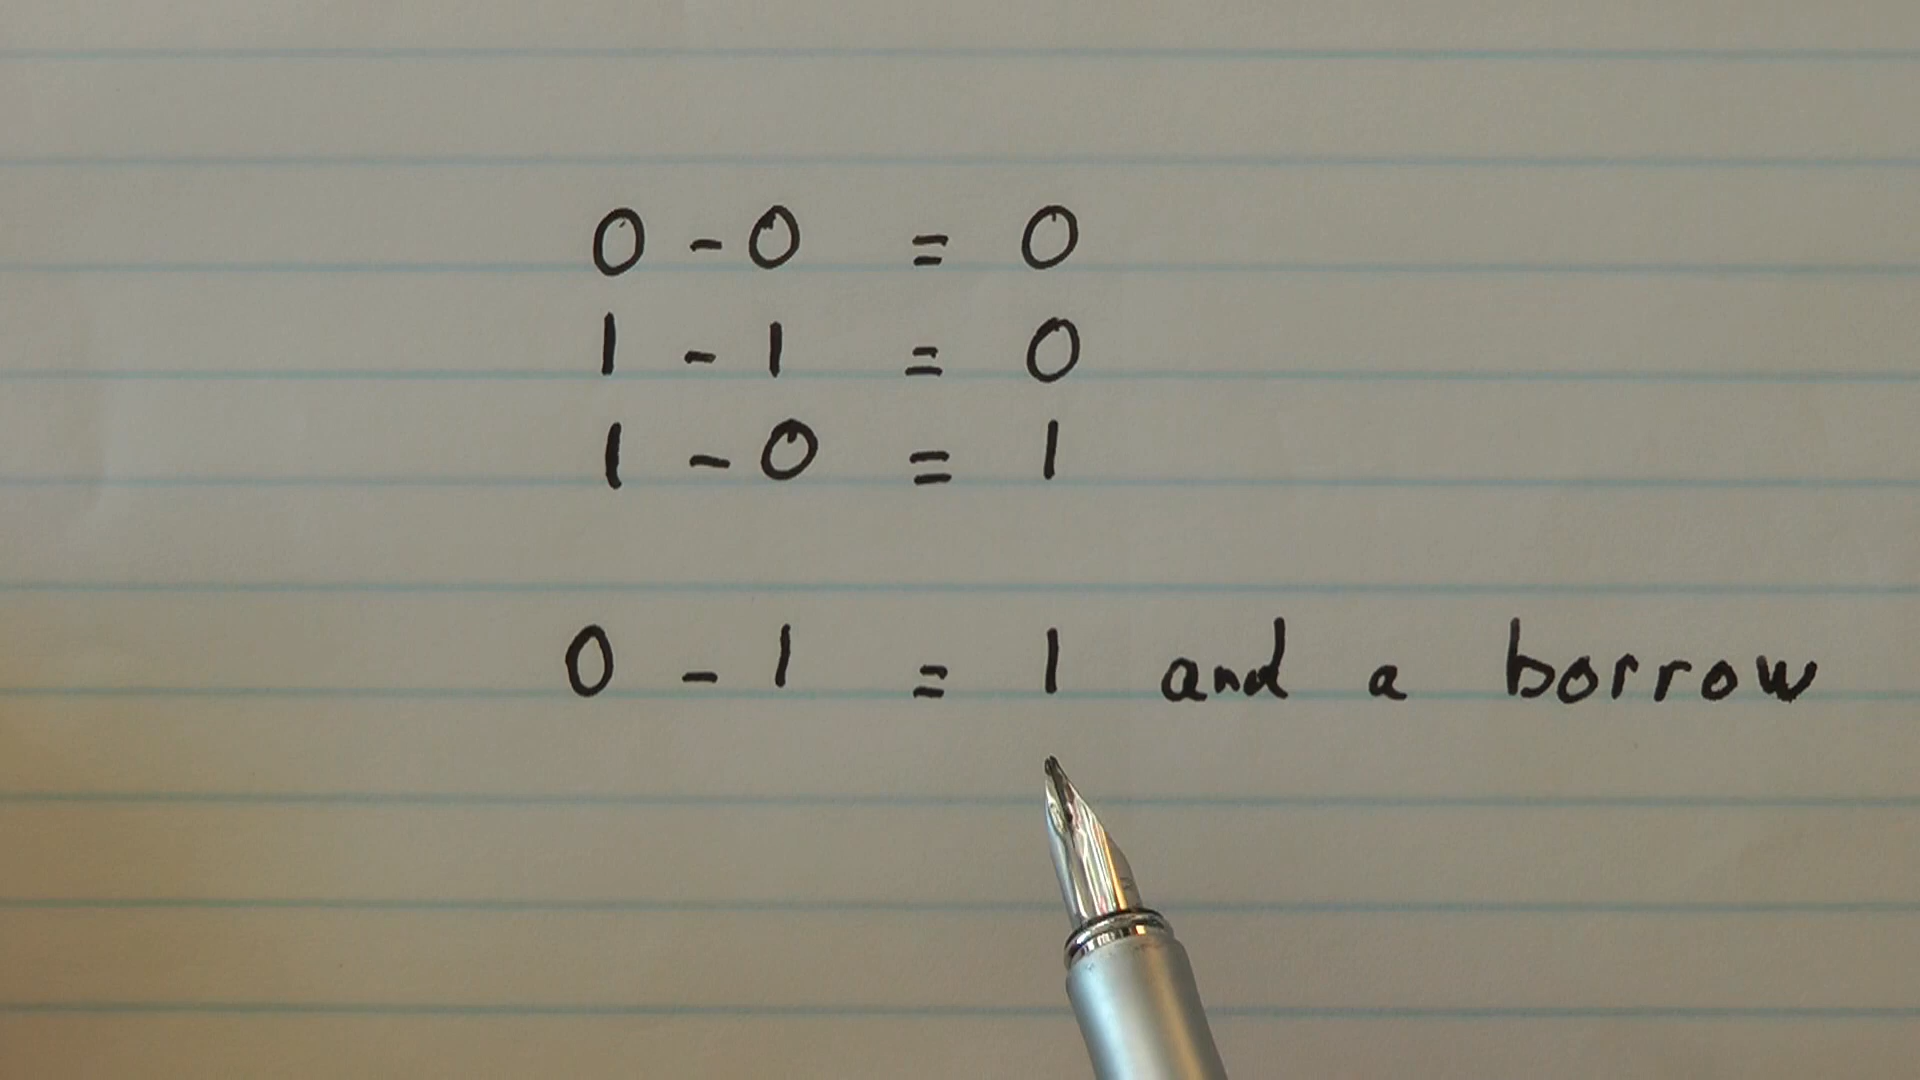 0 - 0 = 0
1 - 1 = 0
1 - 0 = 1
0 - 1 = 1 and a borrow